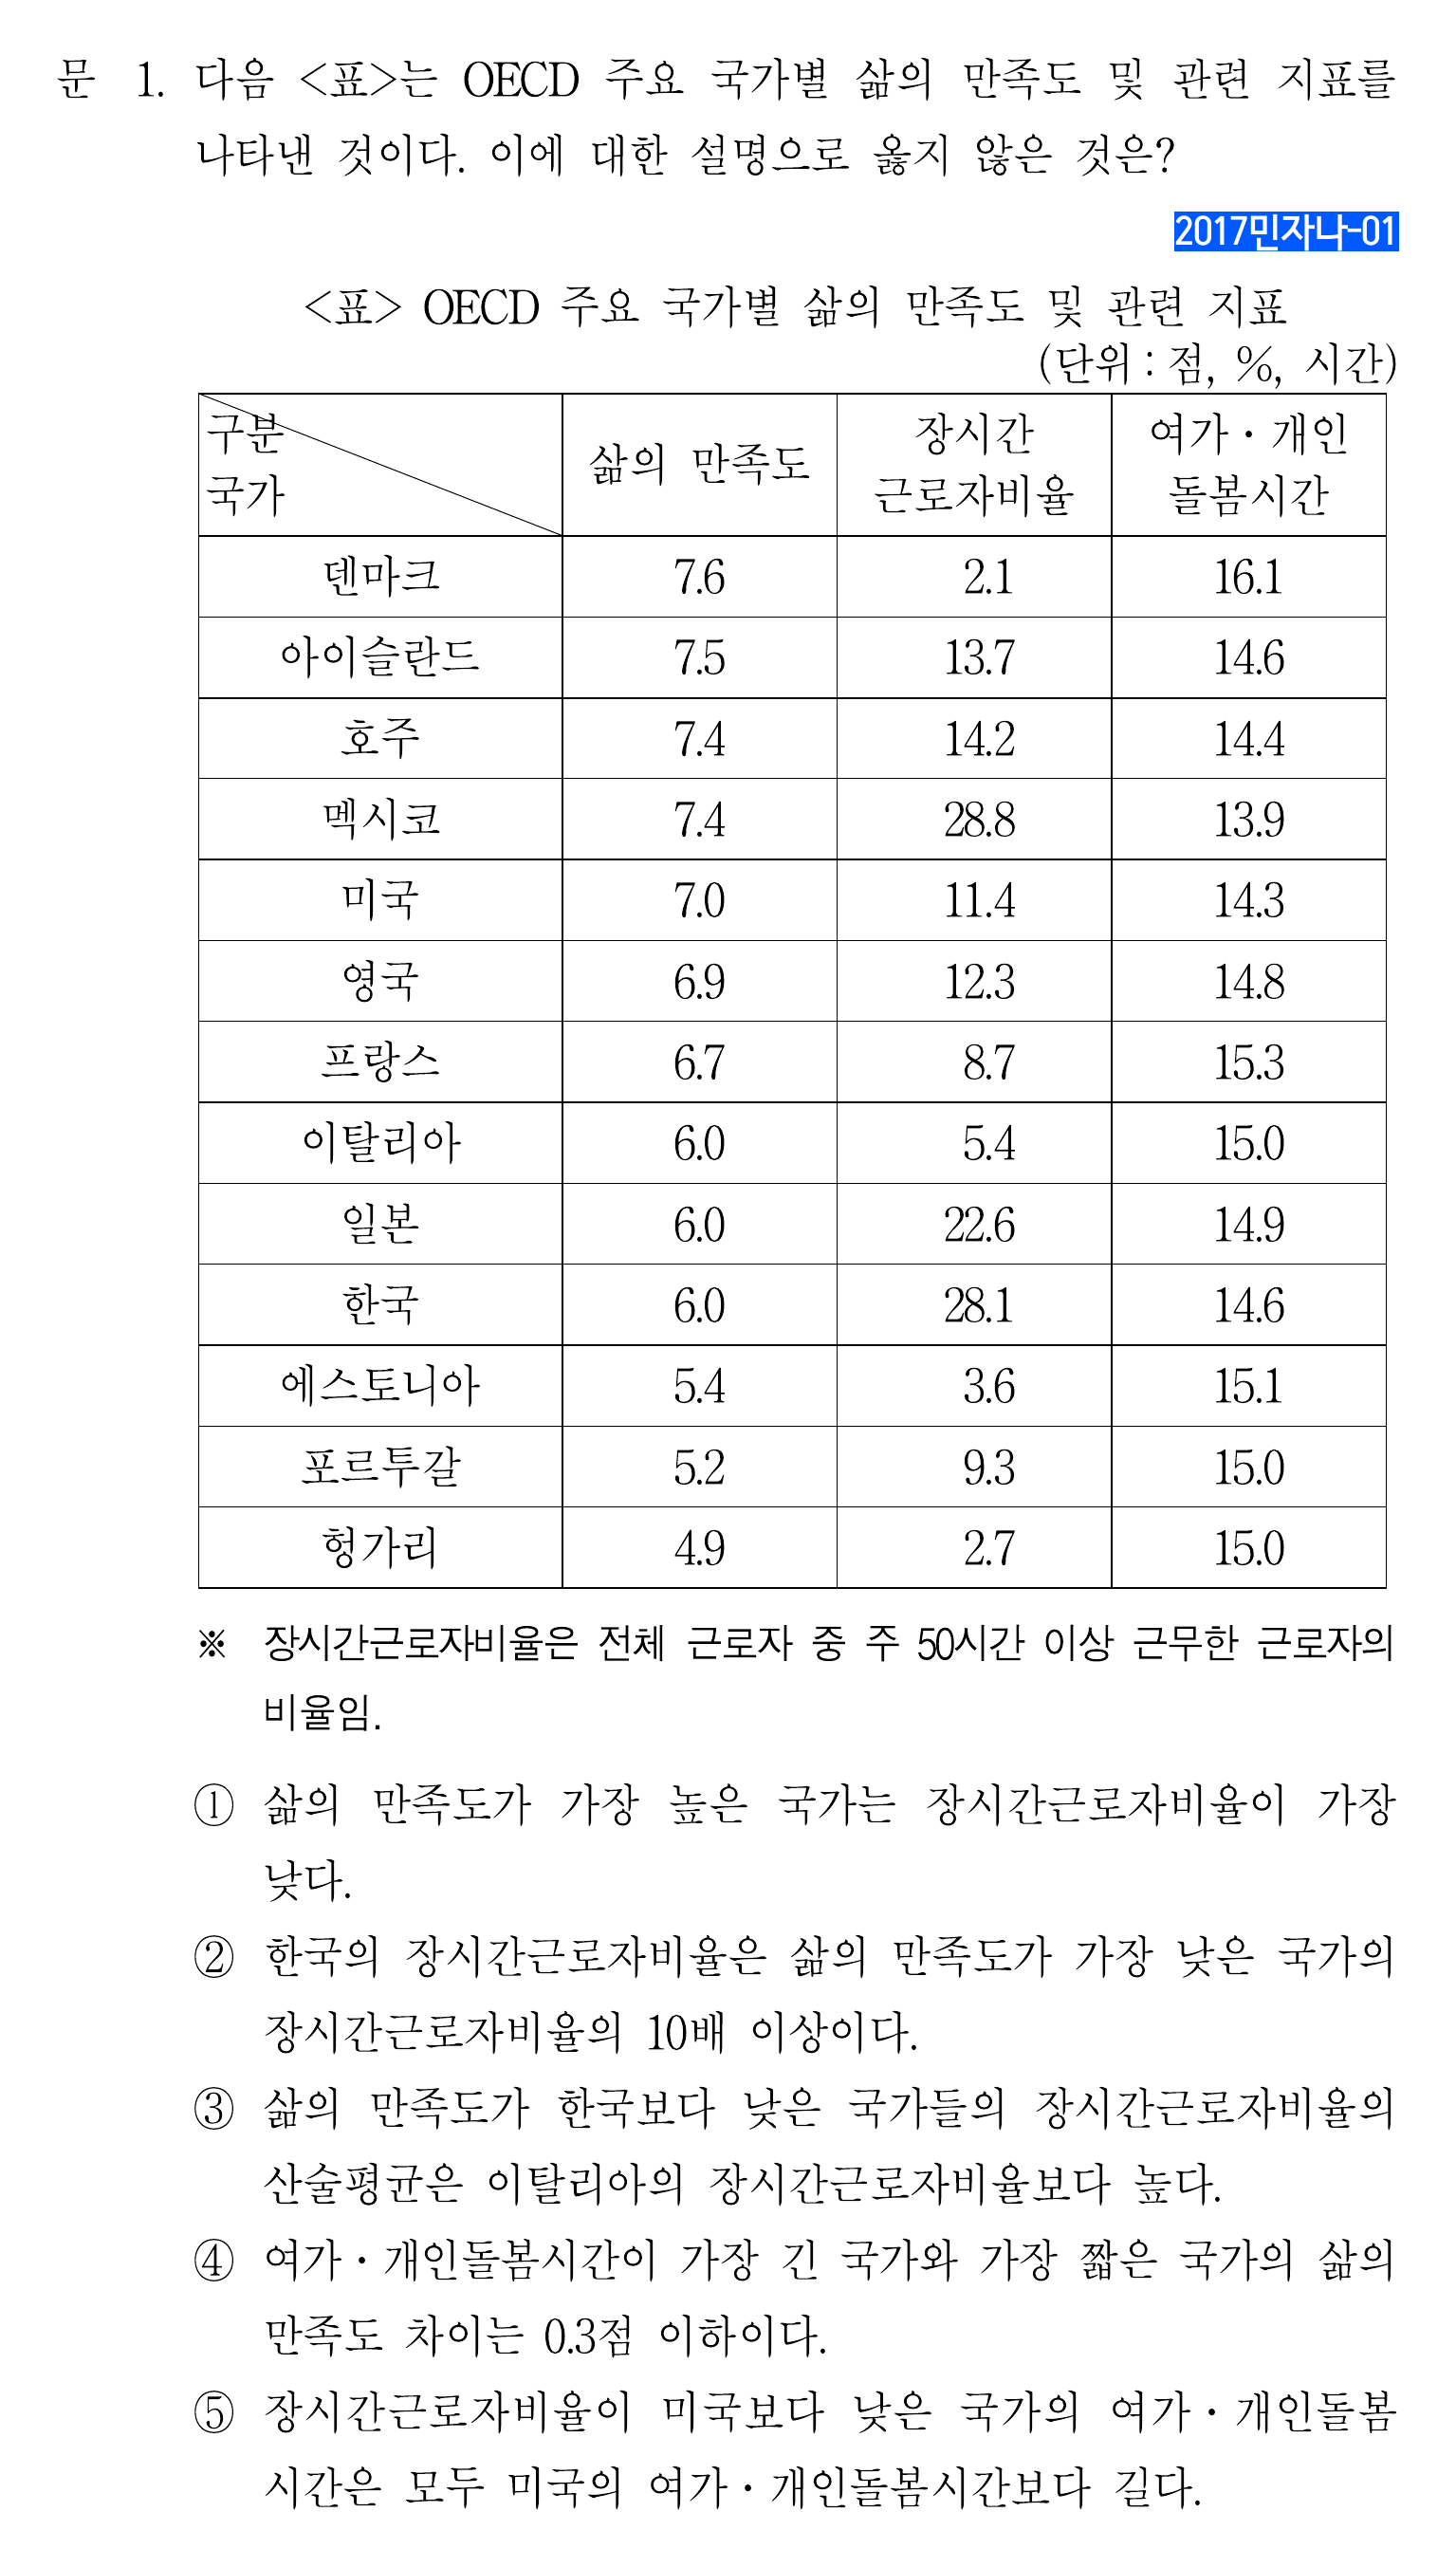 문 1. 다음 <표>는 OECD 주요 국가별 삶의 만족도 및 관련 지표를
나타낸 것이다. 이에 대한 설명으로 옳지 않은 것은?
2017민자나-01
<표> OECD 주요 국가별 삶의 만족도 및 관련 지표
(단위 : 점, %, 시간)
구분
국가
삶의 만족도
장시간
근로자비율
여가·개인
돌봄시간
덴마크 7.6 2.1 16.1
아이슬란드 7.5 13.7 14.6
호주 7.4 14.2 14.4
멕시코 7.4 28.8 13.9
미국 7.0 11.4 14.3
영국 6.9 12.3 14.8
프랑스 6.7 8.7 15.3
이탈리아 6.0 5.4 15.0
일본 6.0 22.6 14.9
한국 6.0 28.1 14.6
에스토니아 5.4 3.6 15.1
포르투갈 5.2 9.3 15.0
헝가리 4.9 2.7 15.0
※ 장시간근로자비율은 전체 근로자 중 주 50시간 이상 근무한 근로자의
비율임.
① 삶의 만족도가 가장 높은 국가는 장시간근로자비율이 가장
낮다.
② 한국의 장시간근로자비율은 삶의 만족도가 가장 낮은 국가의
장시간근로자비율의 10배 이상이다.
③ 삶의 만족도가 한국보다 낮은 국가들의 장시간근로자비율의
산술평균은 이탈리아의 장시간근로자비율보다 높다.
④ 여가·개인돌봄시간이 가장 긴 국가와 가장 짧은 국가의 삶의
만족도 차이는 0.3점 이하이다.
⑤ 장시간근로자비율이 미국보다 낮은 국가의 여가·개인돌봄
시간은 모두 미국의 여가·개인돌봄시간보다 길다.